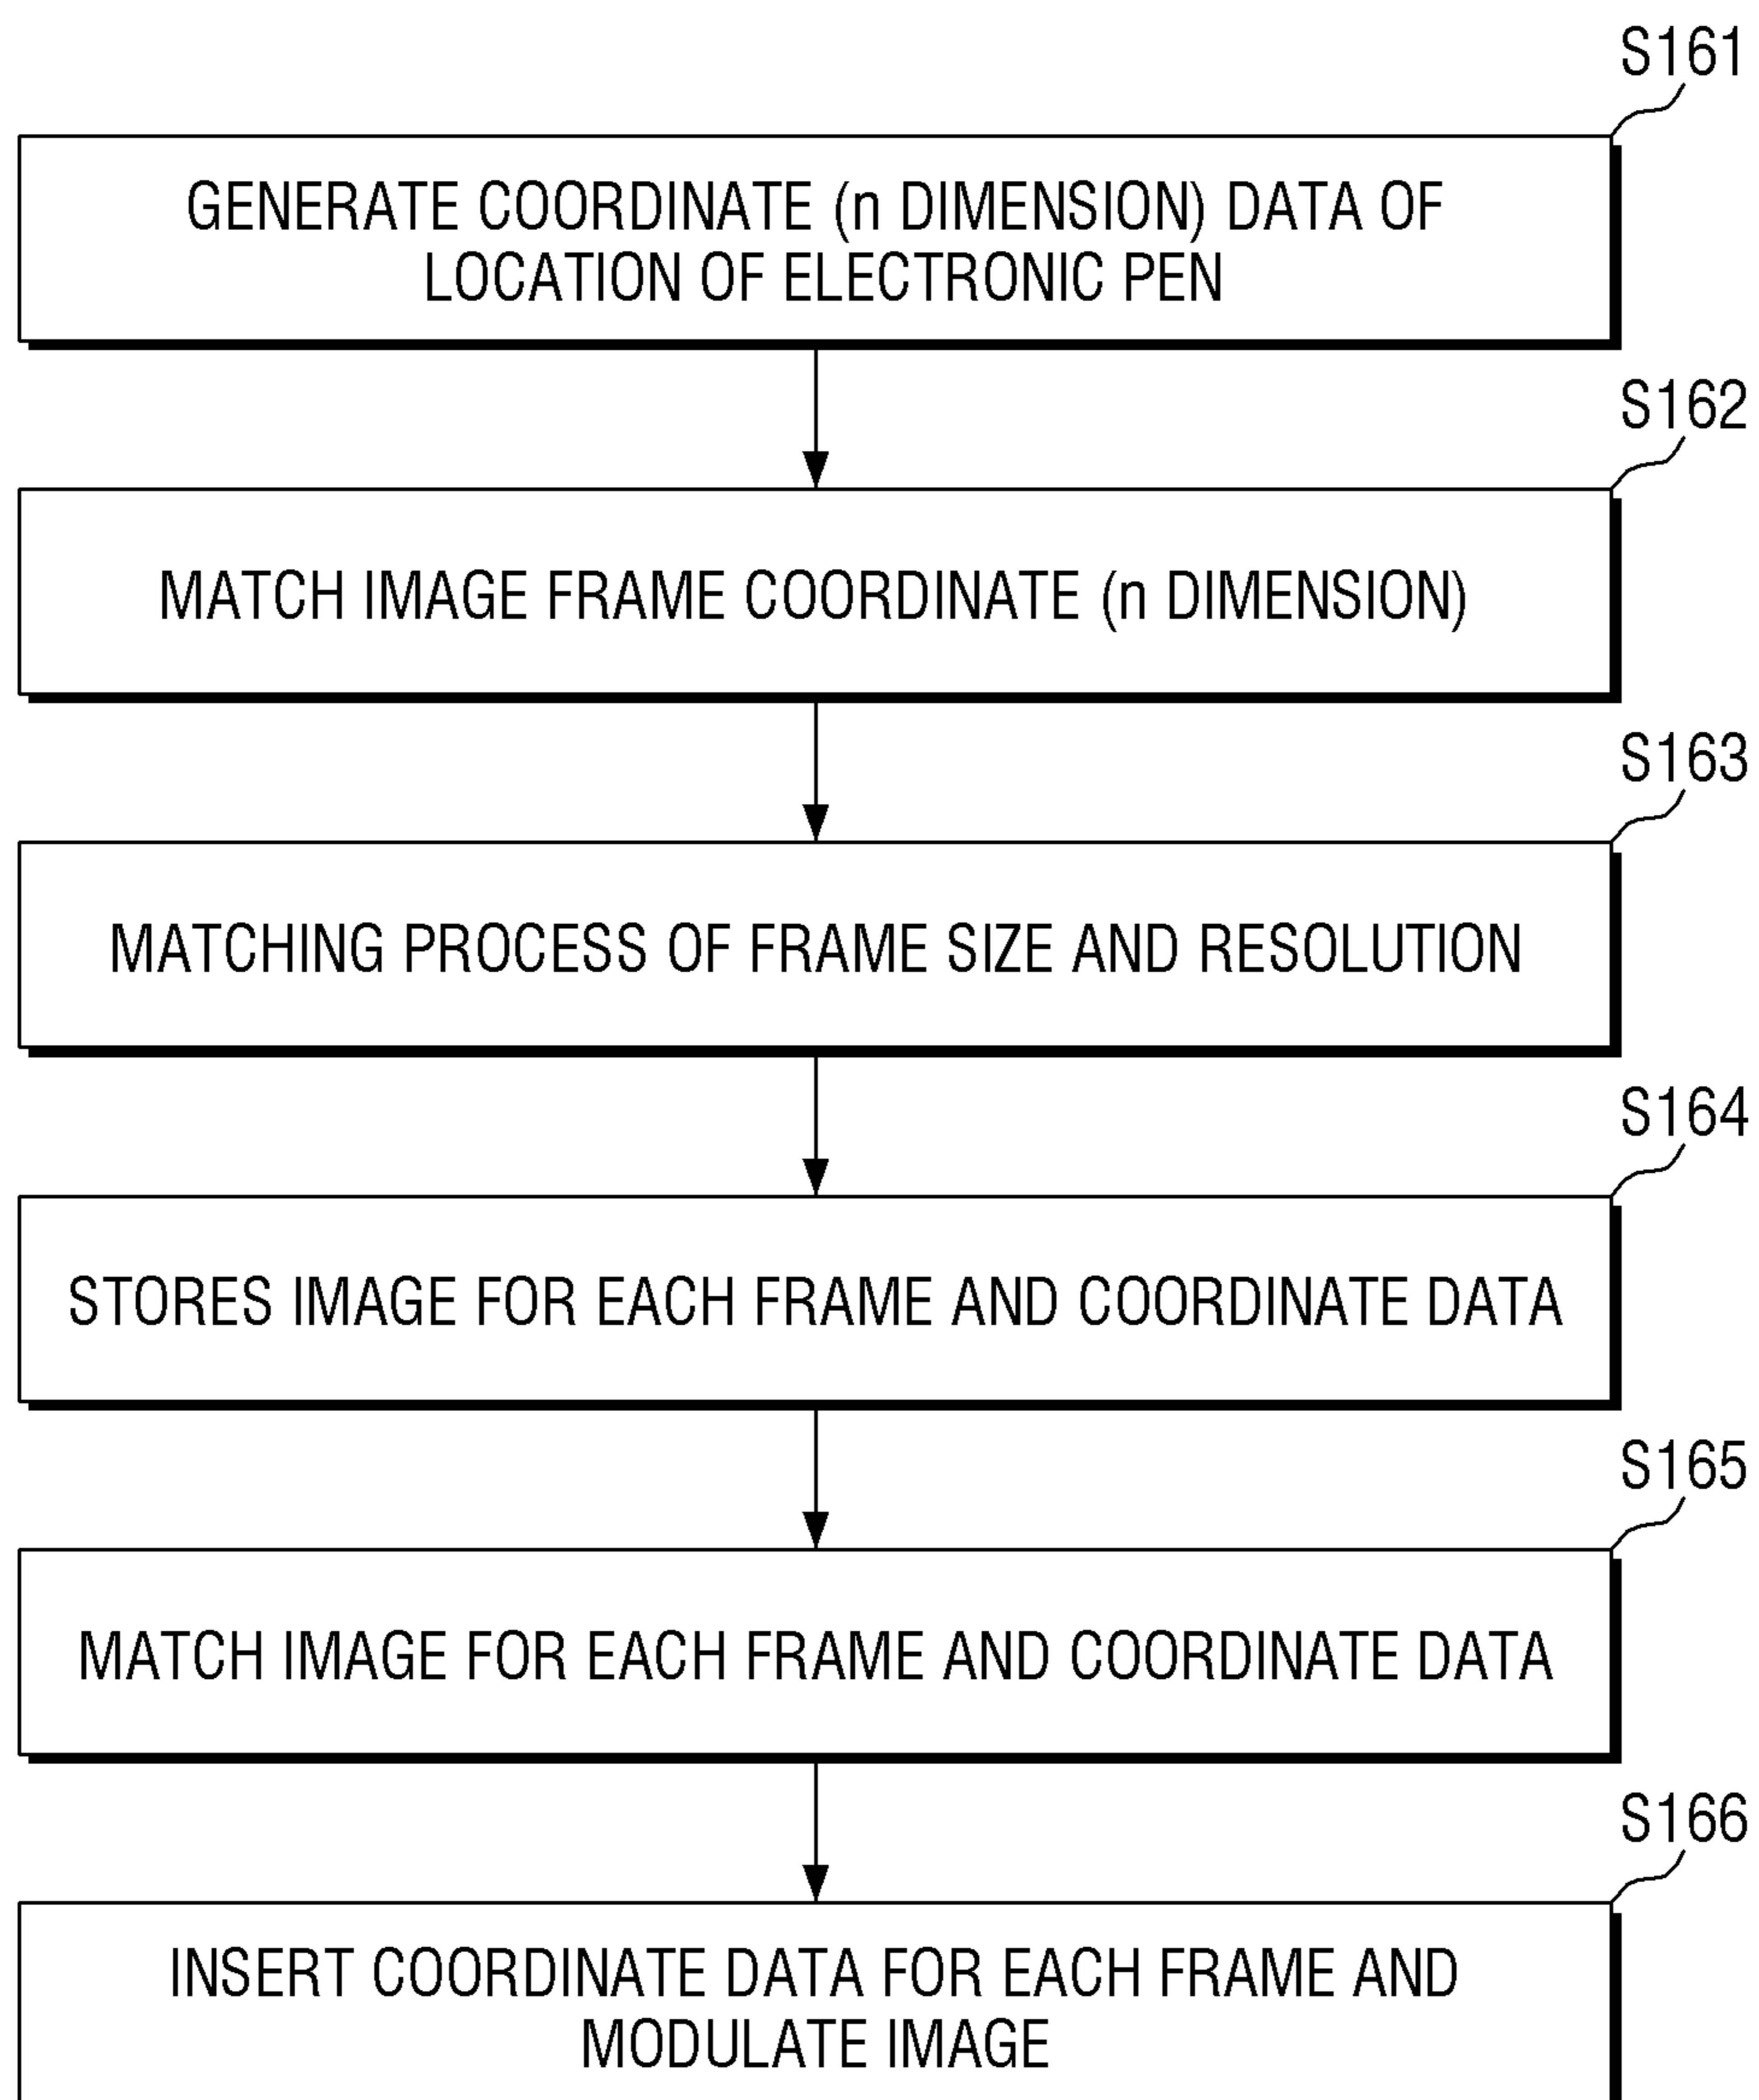 S161
GENERATE COORDINATE (n DIMENSION) DATA OF
LOCATION OF ELECTRONIC PEN
S162
MATCH IMAGE FRAME COORDINATE (n DIMENSION)
S163
MATCHING PROCESS OF FRAME SIZE AND RESOLUTION
S164
STORES IMAGE FOR EACH FRAME AND COORDINATE DATA
S165
MATCH IMAGE FOR EACH FRAME AND COORDINATE DATA
S166
INSERT COORDINATE DATA FOR EACH FRAME AND
MODULATE IMAGE